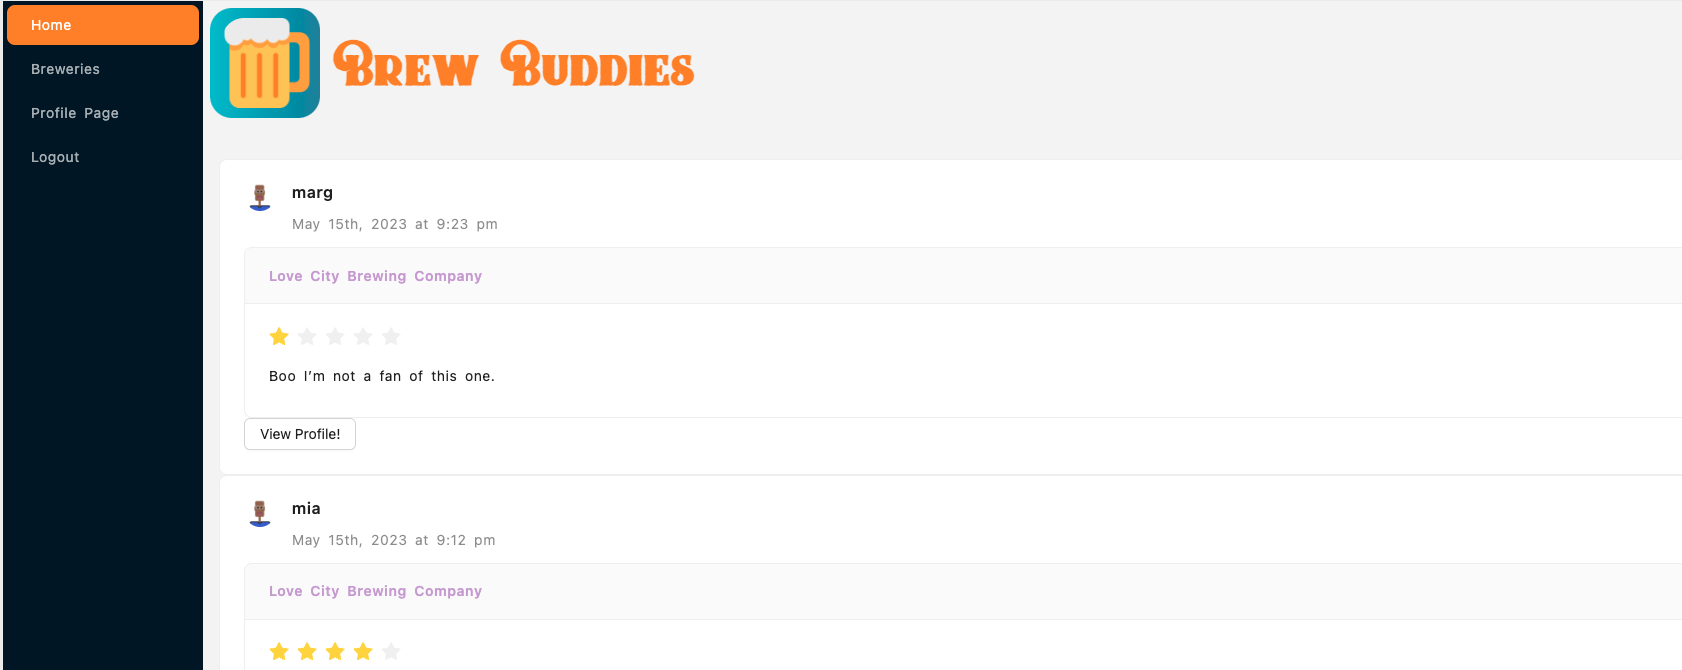 Home
Breweries
Profile Page
Logout
Brew Buddies
marg
May 15th, 2023 at 9:23 pm
Love City Brewing Company
Boo I'm not a fan of this one.
View Profile!
mia
May 15th, 2023 at 9:12 pm
Love City Brewing Company